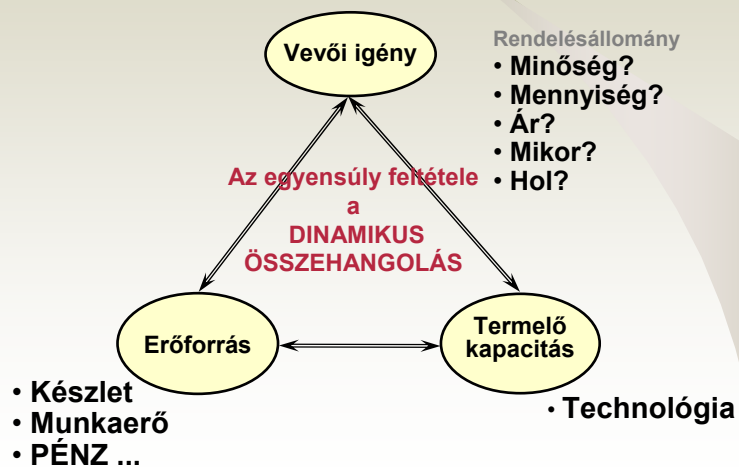 Vevői igény
Rendelésállomány
• Minőség?
• Mennyiség?
• Ár?
• Mikor?
• Hol?
Az egyensúly feltétele
a
DINAMIKUS
ÖSSZEHANGOLÁS
Erőforrás
Termelő
kapacitás
• Készlet
• Munkaerő
• PÉNZ ...
• Technológia